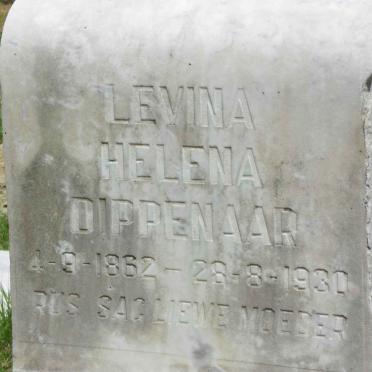 LEVINA
HELENA
DIPPENAAR
4-9-1862 - 28-8-1930
RUS SAG LIEWE MOEDER